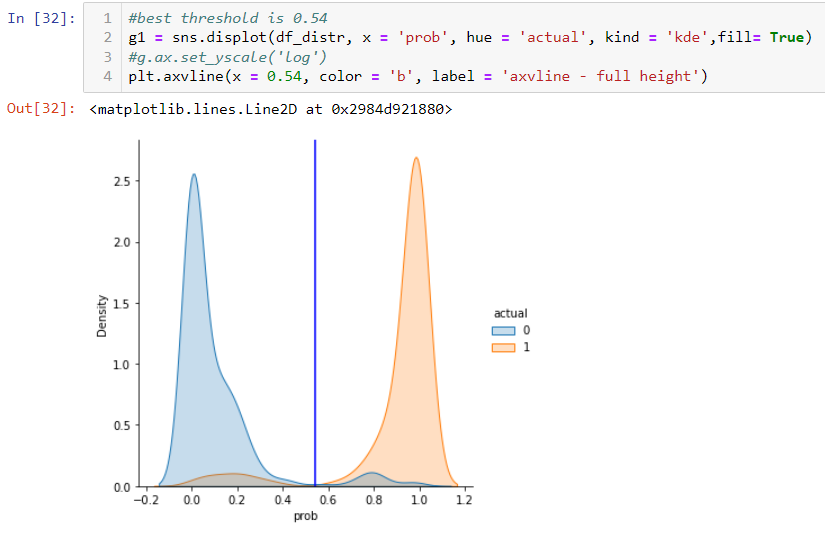 In [32]:
1 #best threshold is 0.54
2 g1 = sns.displot(df_distr, x = 'prob', hue = 'actual', kind = 'kde',fill= True)
3 #g.ax.set_yscale('log')
4 plt.axvline(x = 0.54, color = 'b', label = 'axvline - full height')
Out[32]: <matplotlib.lines.Line2D at 0x2984d921880>
2.5
2.0
1.5
1.0
0.5
0.0
Density
actual
0
1
−0.2 0.0 0.2 0.4 0.6 0.8 1.0 1.2
prob